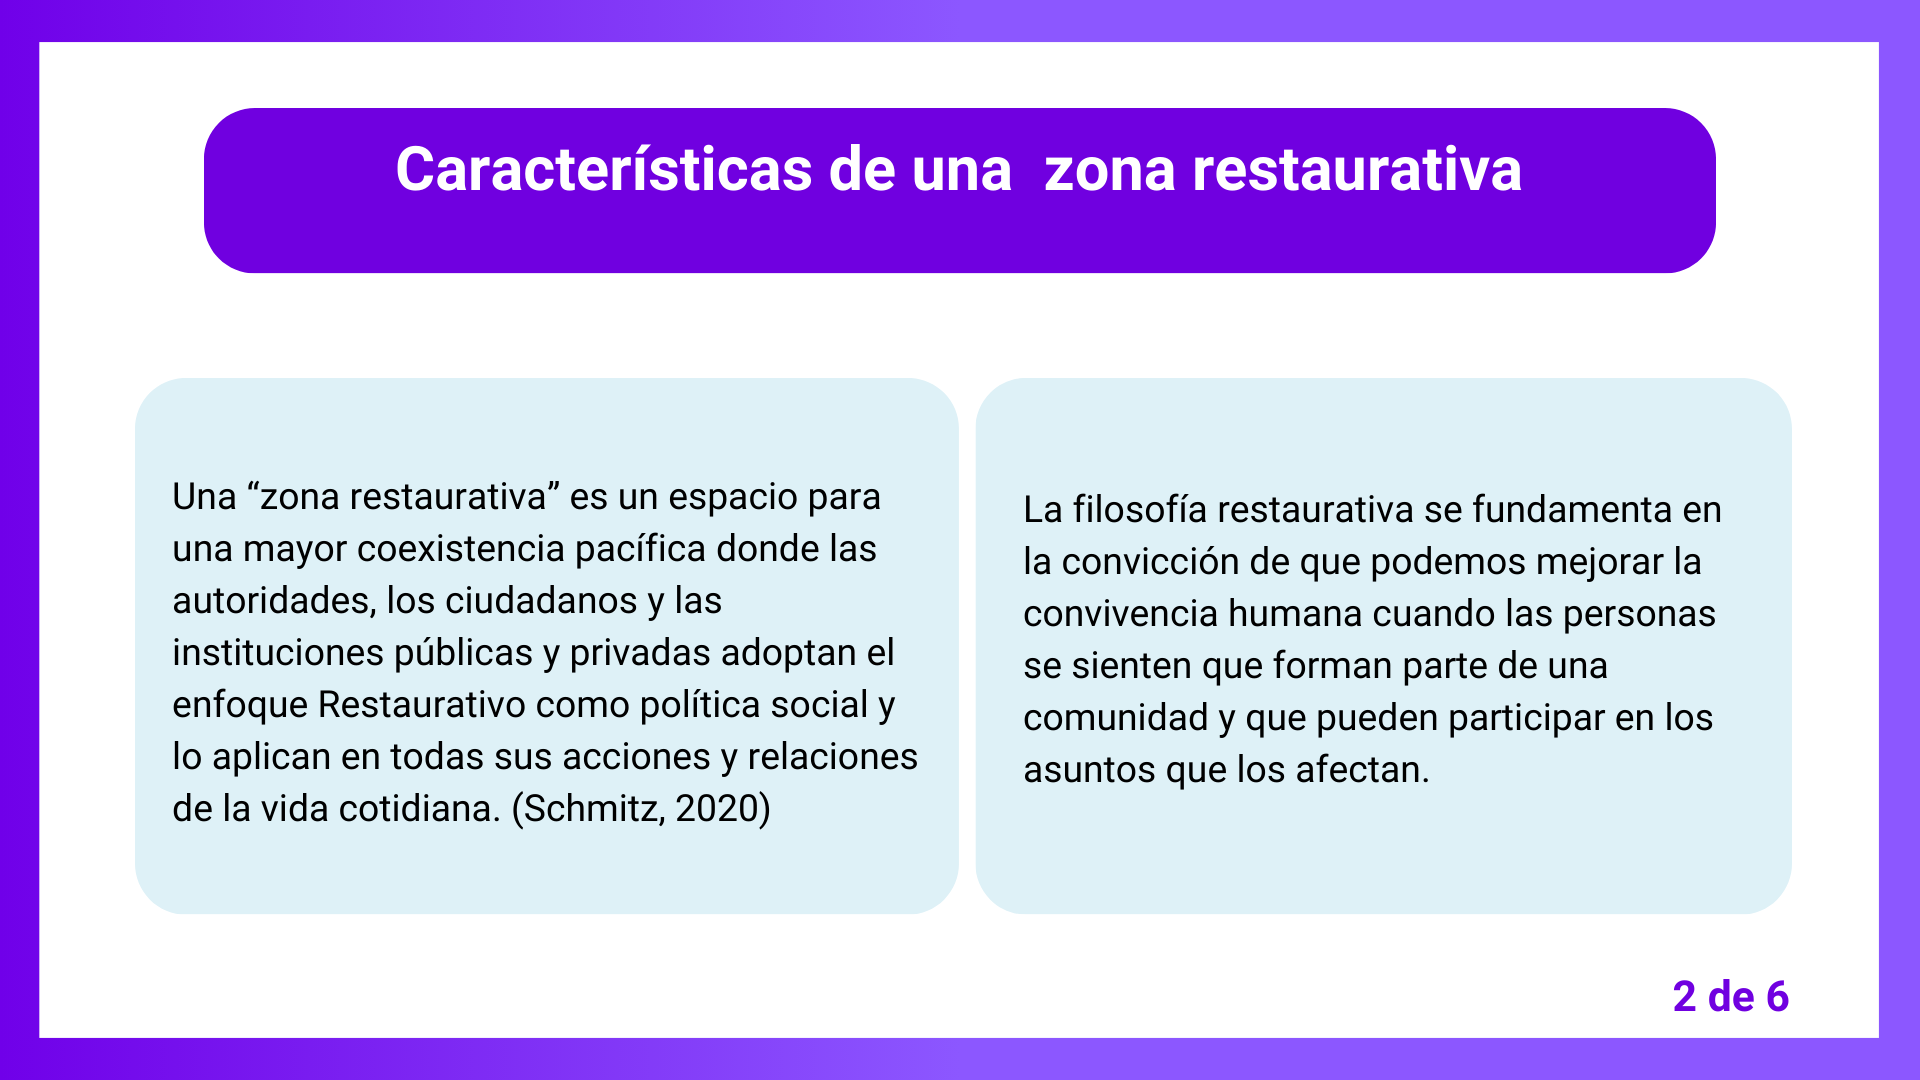 Características de una  zona restaurativa
Una “zona restaurativa” es un espacio para
una mayor coexistencia pacífica donde las
autoridades, los ciudadanos y las
instituciones públicas y privadas adoptan el
enfoque Restaurativo como política social y
lo aplican en todas sus acciones y relaciones
de la vida cotidiana. (Schmitz, 2020)
La filosofía restaurativa se fundamenta en
la convicción de que podemos mejorar la
convivencia humana cuando las personas
se sienten que forman parte de una
comunidad y que pueden participar en los
asuntos que los afectan.
2 de 6